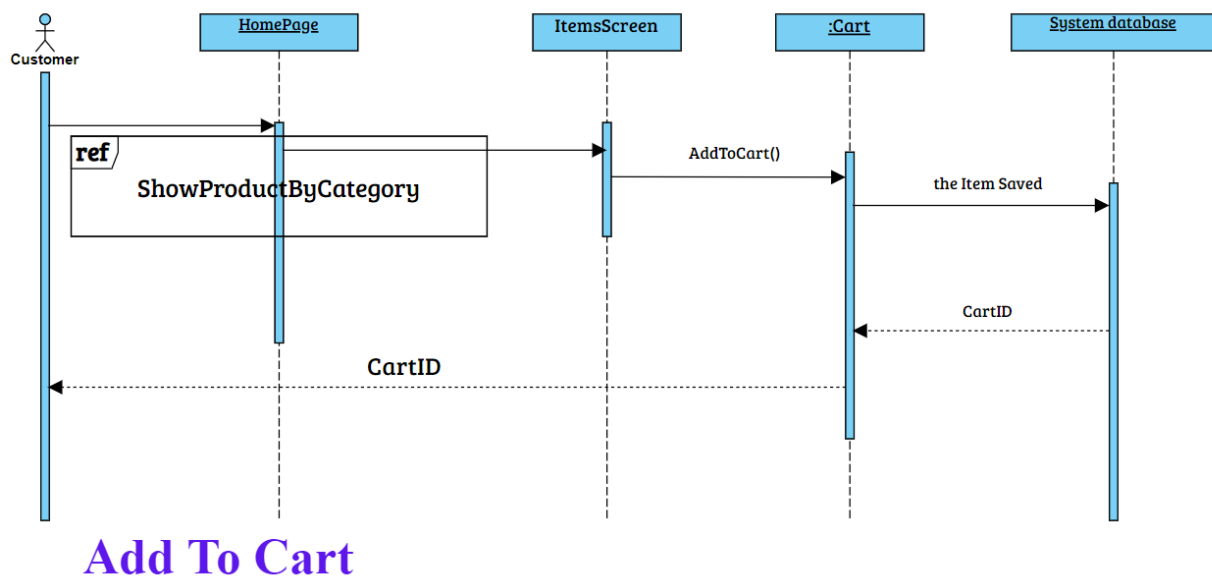 Customer
HomePage
ItemsScreen
:Cart
System database
ref
ShowProductByCategory
AddToCart()
the Item Saved
CartID
CartID
Add To Cart